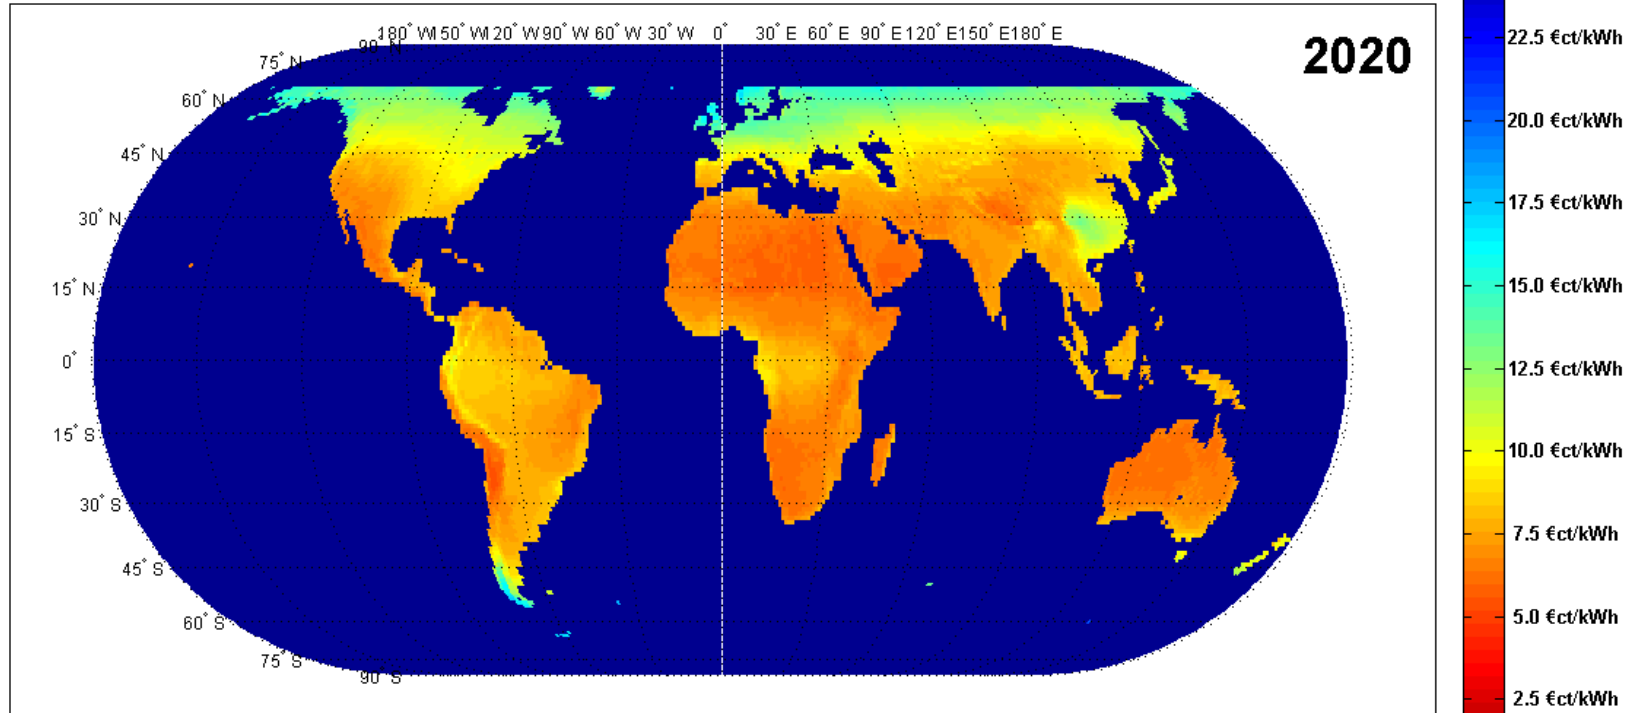 180° W 150° W 120° W 90° W 60° W 30° W 0° 30° E 60° E 90° E 120° E 150° E 180° E
2020
90° N
75° N
60° N
45° N
30° N
15° N
0°
15° S
30° S
45° S
60° S
75° S
90° S
22.5 €ct/kWh
20.0 €ct/kWh
17.5 €ct/kWh
15.0 €ct/kWh
12.5 €ct/kWh
10.0 €ct/kWh
7.5 €ct/kWh
5.0 €ct/kWh
2.5 €ct/kWh